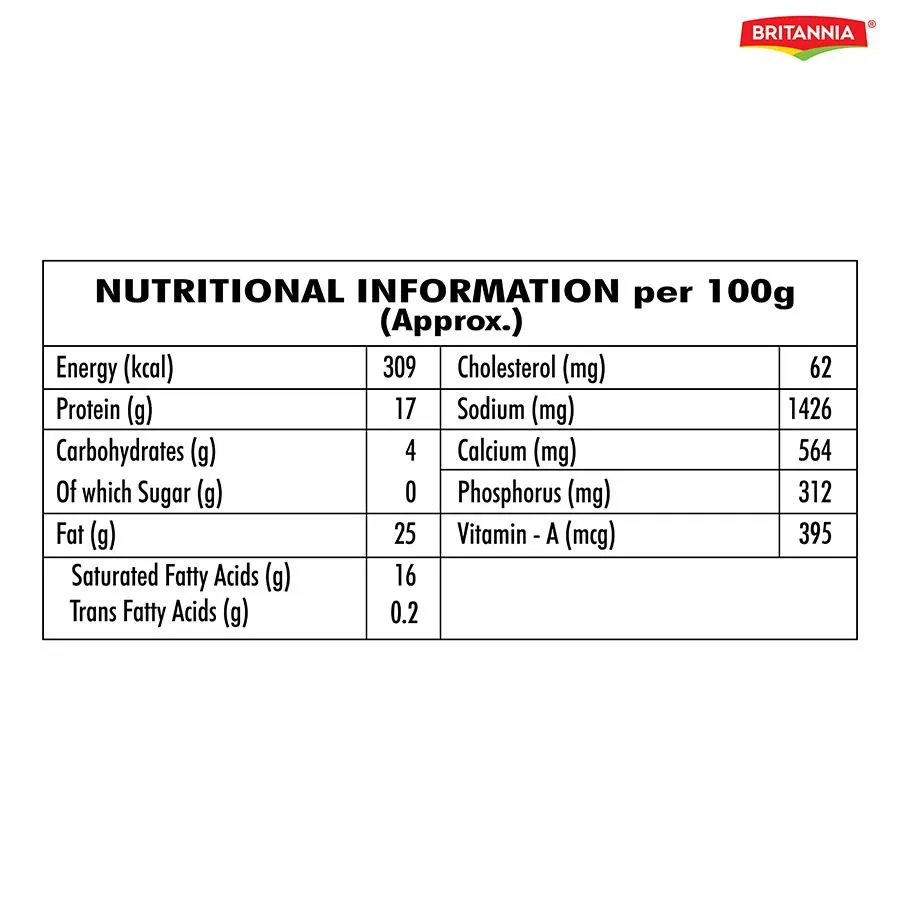 BRITANNIA ®
NUTRITIONAL INFORMATION per 100g
(Approx.)
Energy (kcal) 309 Cholesterol (mg) 62
Protein (g) 17 Sodium (mg) 1426
Carbohydrates (g) 4 Calcium (mg) 564
Of which Sugar (g) 0 Phosphorus (mg) 312
Fat (g) 25 Vitamin - A (mcg) 395
Saturated Fatty Acids (g) 16
Trans Fatty Acids (g) 0.2